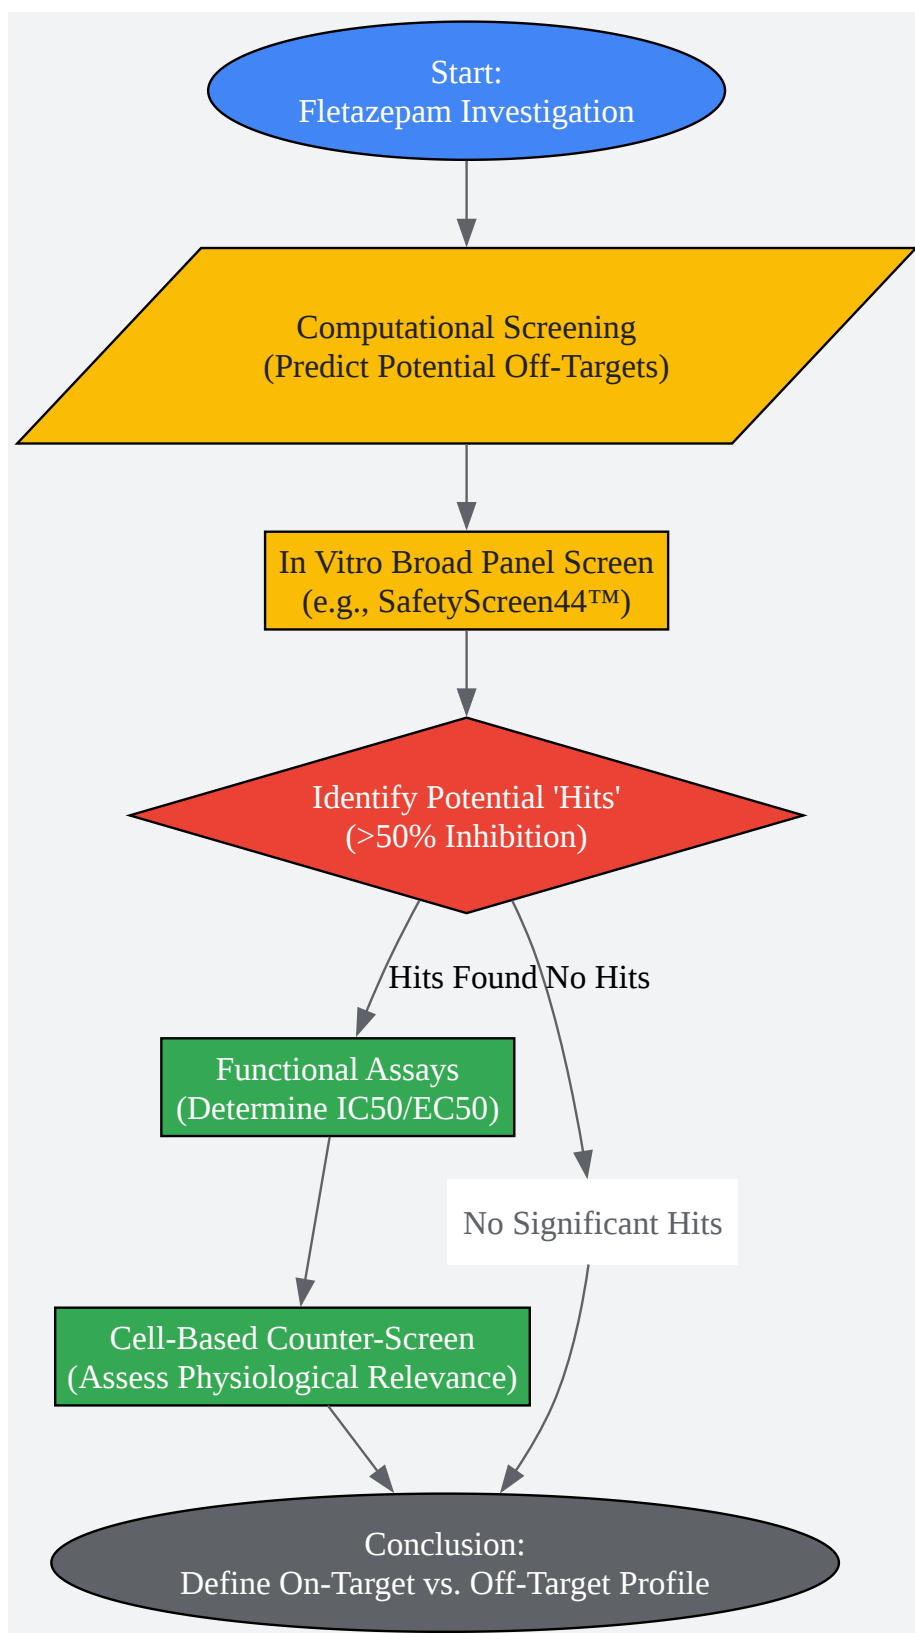 Start:
Fletazepam Investigation
Computational Screening
(Predict Potential Off-Targets)
In Vitro Broad Panel Screen
(e.g., SafetyScreen44™)
Identify Potential 'Hits'
(>50% Inhibition)
Hits Found
No Hits
Functional Assays
(Determine IC50/EC50)
No Significant Hits
Cell-Based Counter-Screen
(Assess Physiological Relevance)
Conclusion:
Define On-Target vs. Off-Target Profile